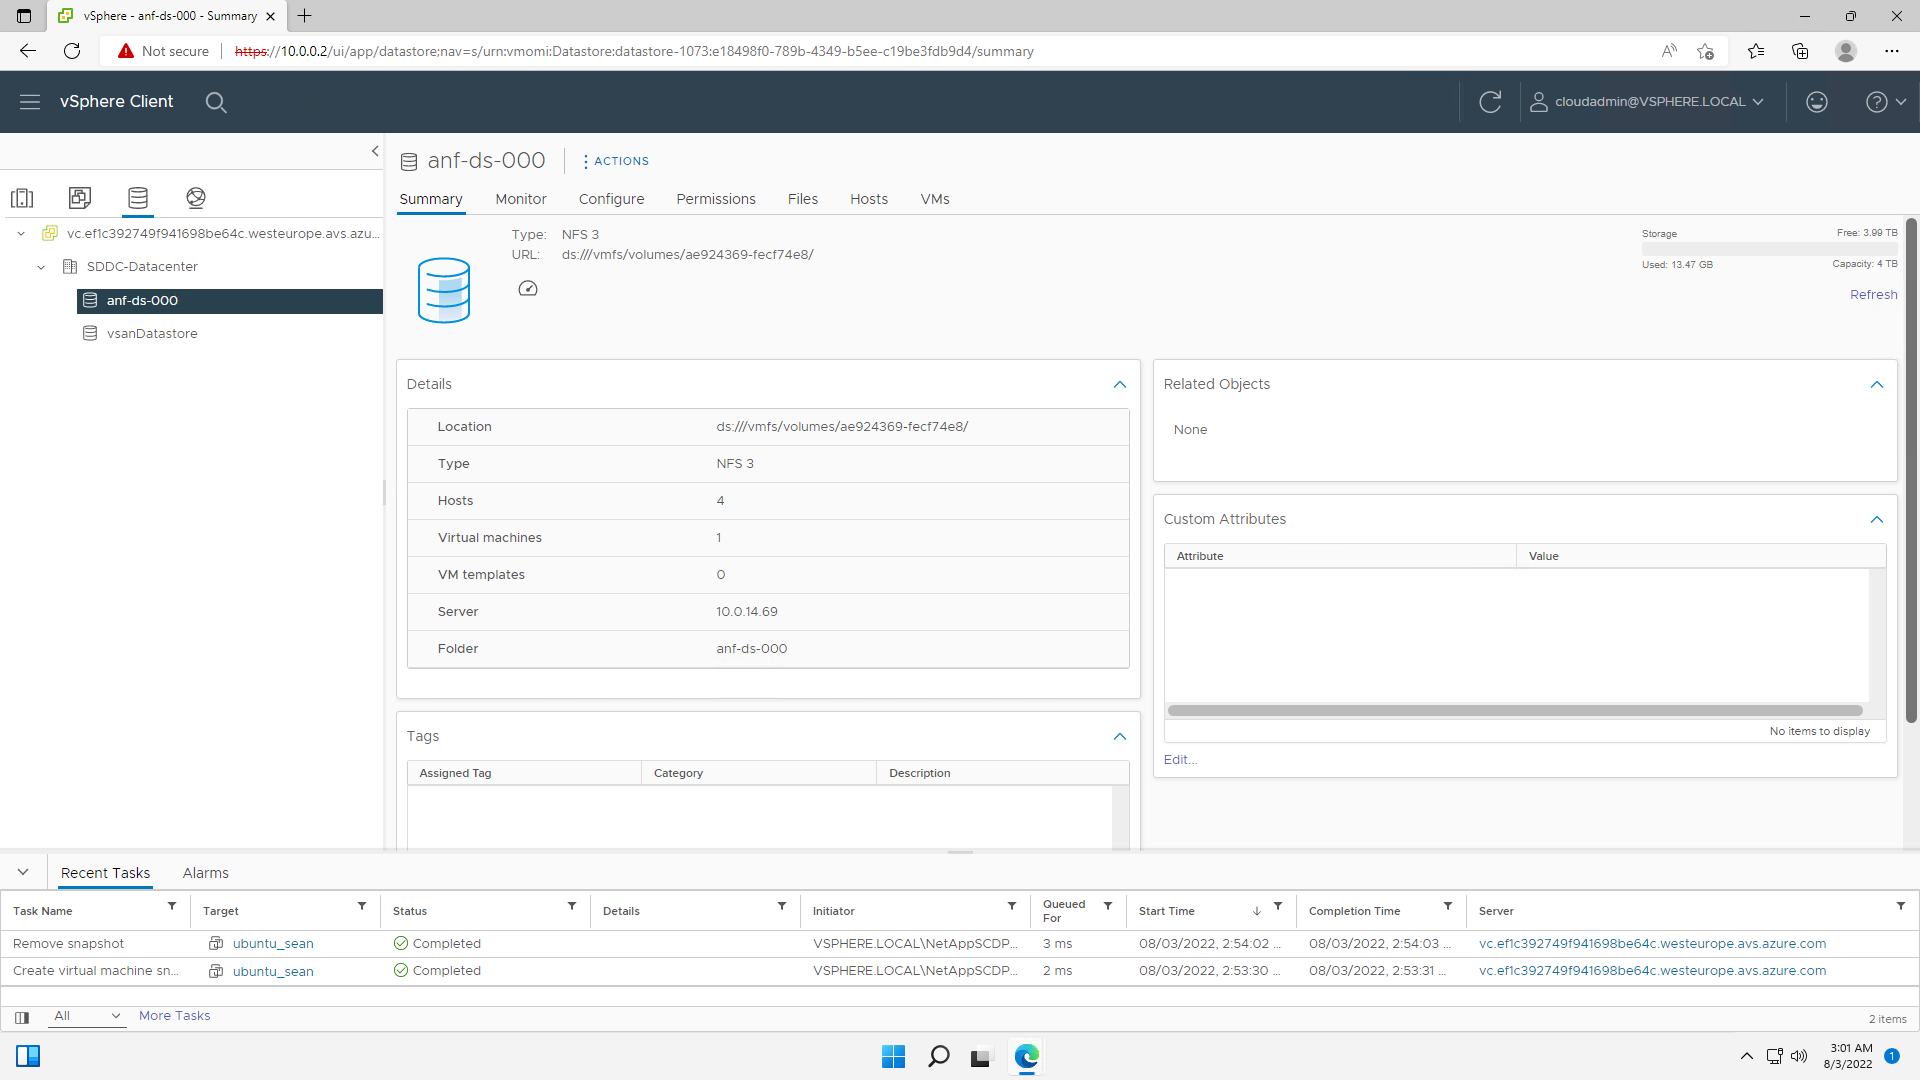 vSphere - anf-ds-000 - Summary
Not secure
https://10.0.0.2/ui/app/datastore;nav=s/urn:vmomi:Datastore:datastore-1073:e18498f0-789b-4349-b5ee-c19be3fdb9d4/summary
vSphere Client
cloudadmin@VSPHERE.LOCAL
anf-ds-000
ACTIONS
Summary
Monitor
Configure
Permissions
Files
Hosts
VMs
vc.ef1c392749f941698be64c.westeurope.avs.azu...
SDDC-Datacenter
anf-ds-000
vsanDatastore
Type: NFS 3
URL: ds:///vmfs/volumes/ae924369-fecf74e8/
Storage
Free: 3.99 TB
Used: 13.47 GB
Capacity: 4 TB
Refresh
Details
Location ds:///vmfs/volumes/ae924369-fecf74e8/
Type NFS 3
Hosts 4
Virtual machines 1
VM templates 0
Server 10.0.14.69
Folder anf-ds-000
Related Objects
None
Custom Attributes
Attribute Value
No items to display
Edit...
Tags
Assigned Tag Category Description
Recent Tasks
Alarms
Task Name Target Status Details Initiator Queued For Start Time Completion Time Server
Remove snapshot ubuntu_sean Completed VSPHERE.LOCAL\NetAppSCDP... 3 ms 08/03/2022, 2:54:02 ... 08/03/2022, 2:54:03 ... vc.ef1c392749f941698be64c.westeurope.avs.azure.com
Create virtual machine sn... ubuntu_sean Completed VSPHERE.LOCAL\NetAppSCDP... 2 ms 08/03/2022, 2:53:30 ... 08/03/2022, 2:53:31 ... vc.ef1c392749f941698be64c.westeurope.avs.azure.com
All
More Tasks
2 items
3:01 AM
8/3/2022
1